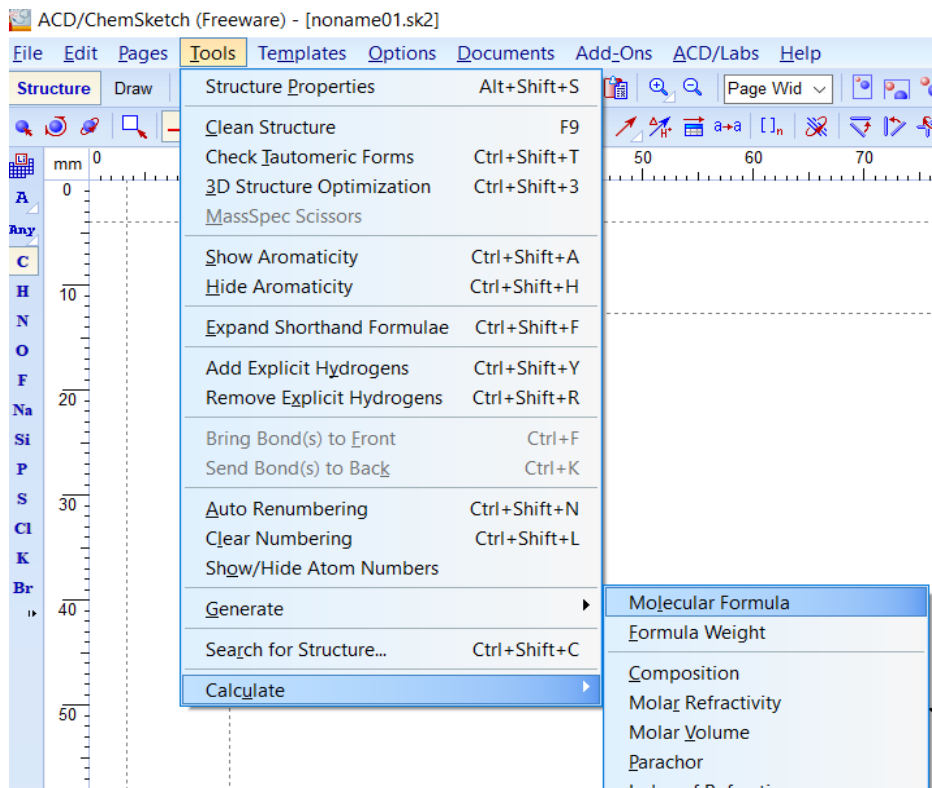 ACD/ChemSketch (Freeware) - [noname01.sk2]
File Edit Pages Tools Templates Options Documents Add-Ons ACD/Labs Help
Structure Draw Page Wid
Structure Properties Alt+Shift+S
Clean Structure F9
Check Tautomeric Forms Ctrl+Shift+T
3D Structure Optimization Ctrl+Shift+3
MassSpec Scissors
Show Aromaticity Ctrl+Shift+A
Hide Aromaticity Ctrl+Shift+H
Expand Shorthand Formulae Ctrl+Shift+F
Add Explicit Hydrogens Ctrl+Shift+Y
Remove Explicit Hydrogens Ctrl+Shift+R
Bring Bond(s) to Front Ctrl+F
Send Bond(s) to Back Ctrl+K
Auto Renumbering Ctrl+Shift+N
Clear Numbering Ctrl+Shift+L
Show/Hide Atom Numbers
Generate
Search for Structure... Ctrl+Shift+C
Calculate
Molecular Formula
Formula Weight
Composition
Molar Refractivity
Molar Volume
Parachor
a→a []n
mm 0 50 60 70
0
10
20
30
40
50
Li
A
Any
C
H
N
O
F
Na
Si
P
S
Cl
K
Br